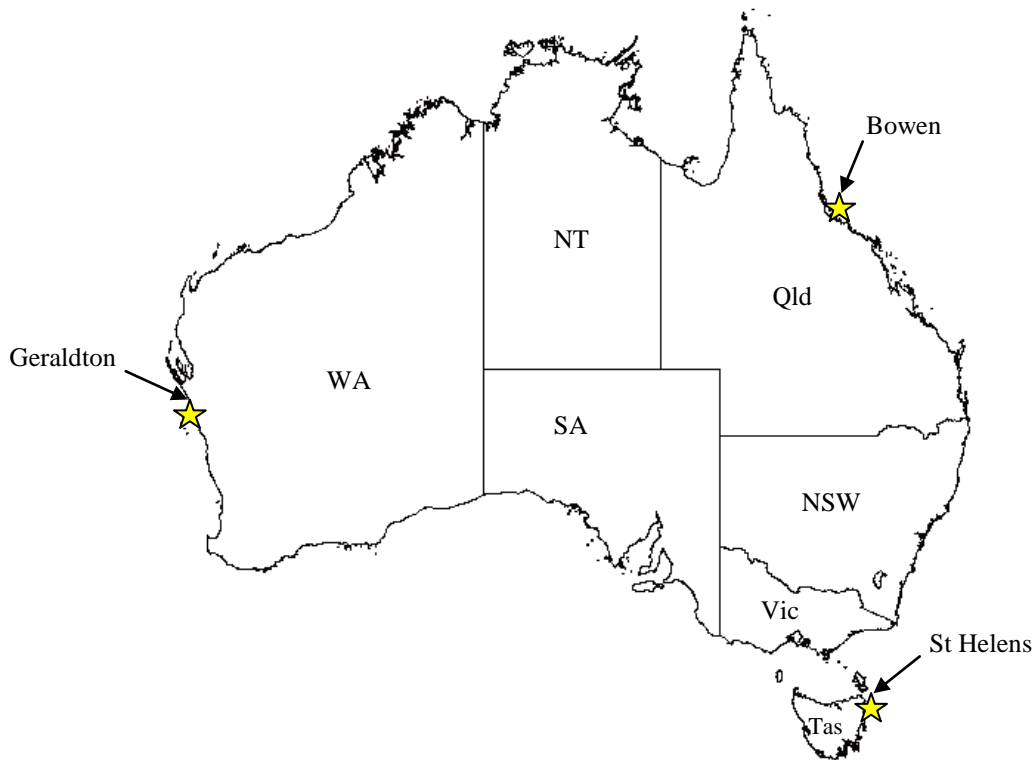 Bowen
NT
Qld
Geraldton
WA
SA
NSW
Vic
St Helens
Tas